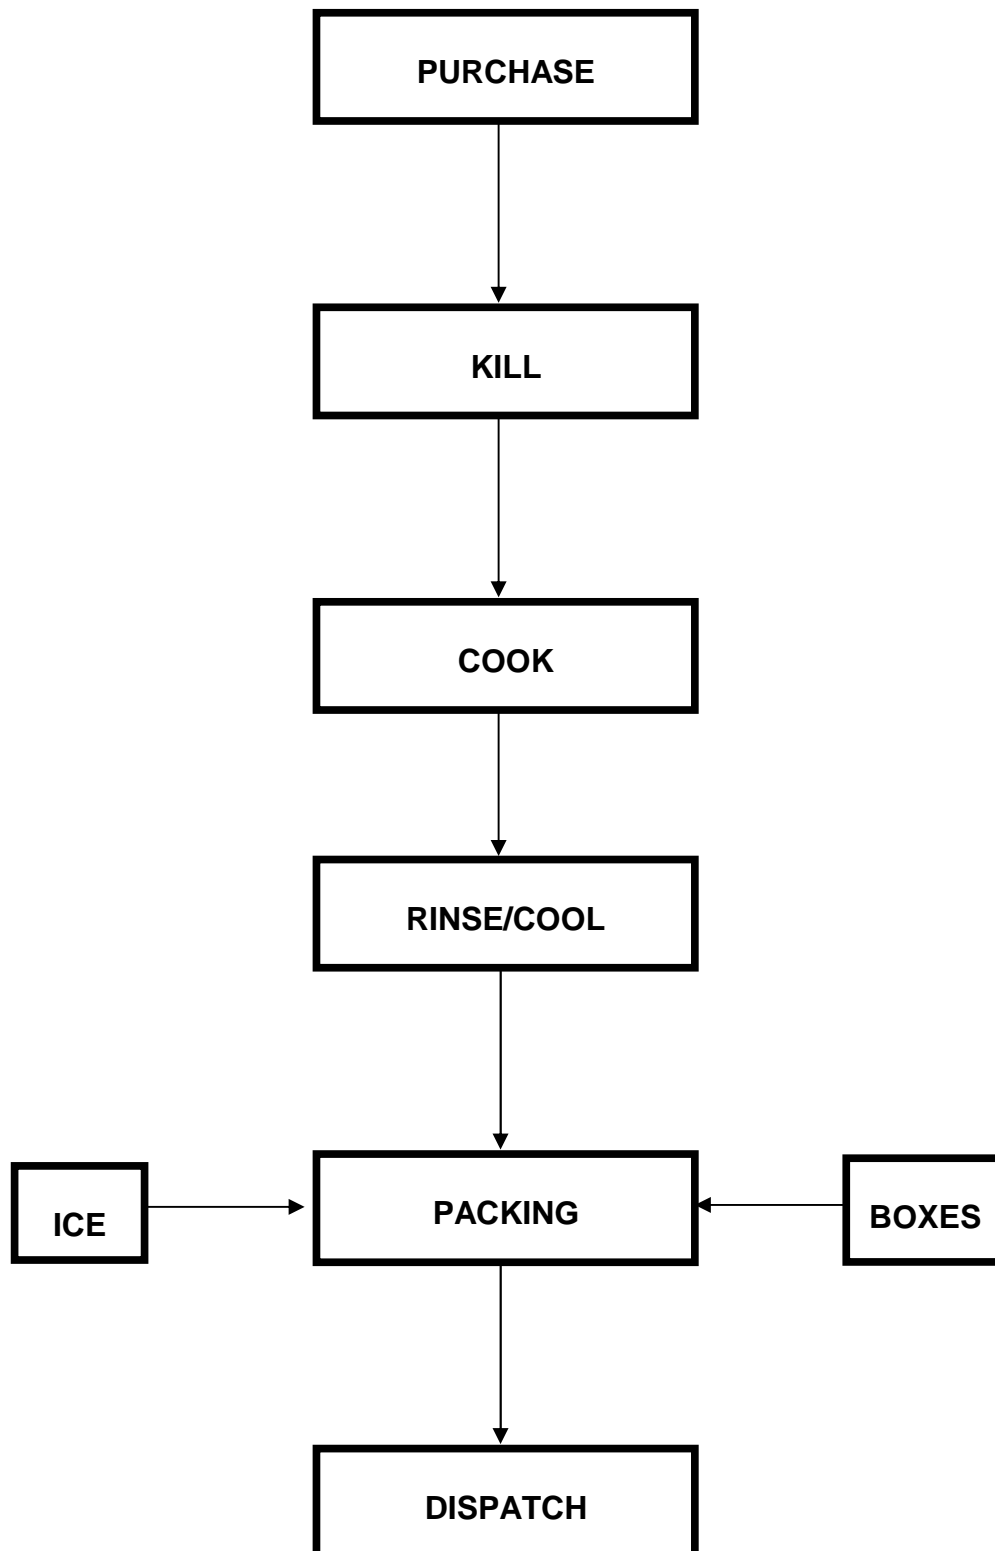 PURCHASE
KILL
COOK
RINSE/COOL
ICE
PACKING
BOXES
DISPATCH